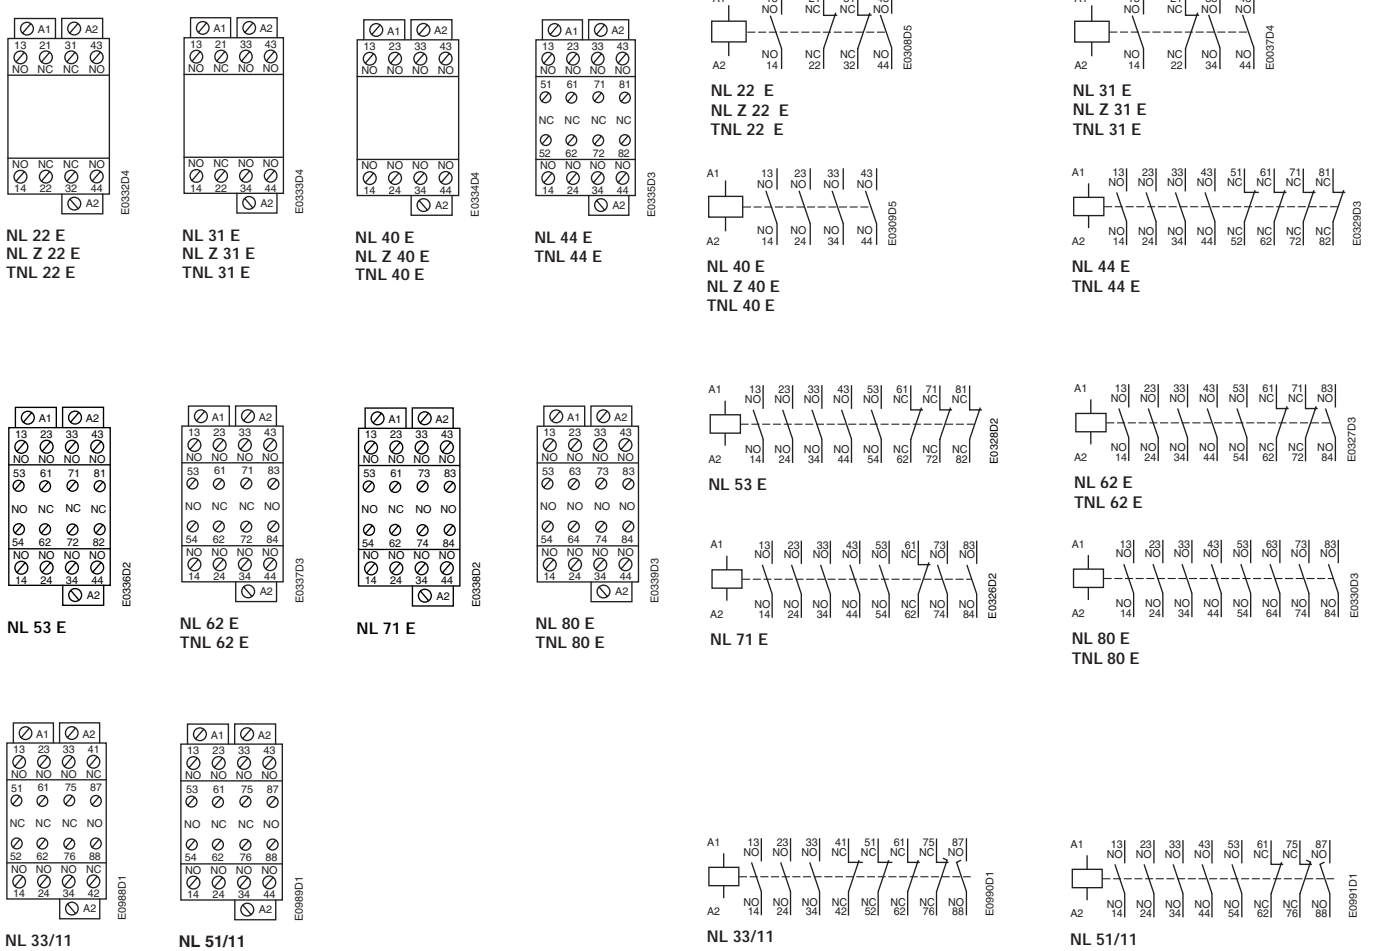 A1 A2
13 21 31 43
NO NC NC NO
NO NC NC NO
14 22 32 44
A2
E0332D4
NL 22 E
NL Z 22 E
TNL 22 E
A1 A2
13 21 33 43
NO NC NO NO
NO NC NO NO
14 22 34 44
A2
E0333D4
NL 31 E
NL Z 31 E
TNL 31 E
A1 A2
13 23 33 43
NO NO NO NO
NO NO NO NO
14 24 34 44
A2
E0334D4
NL 40 E
NL Z 40 E
TNL 40 E
A1 A2
13 23 33 43
NO NO NO NO
51 61 71 81
NC NC NC NC
52 62 72 82
NO NO NO NO
14 24 34 44
A2
E0335D3
NL 44 E
TNL 44 E
NO NC NC NO
NO NC NC NO
A2 14 22 32 44
E0308D5
NL 22 E
NL Z 22 E
TNL 22 E
NO NC NO NO
NO NC NO NO
A2 14 22 34 44
E0037D4
NL 31 E
NL Z 31 E
TNL 31 E
A1 13 23 33 43
NO NO NO NO
NO NO NO NO
A2 14 24 34 44
E0309D5
NL 40 E
NL Z 40 E
TNL 40 E
A1 13 23 33 43 51 61 71 81
NO NO NO NO NC NC NC NC
NO NO NO NO NC NC NC NC
A2 14 24 34 44 52 62 72 82
E0329D3
NL 44 E
TNL 44 E
A1 A2
13 23 33 43
NO NO NO NO
53 61 71 81
NO NC NC NC
54 62 72 82
NO NO NO NO
14 24 34 44
A2
E0336D2
NL 53 E
A1 A2
13 23 33 43
NO NO NO NO
53 61 71 83
NO NC NC NO
54 62 72 84
NO NO NO NO
14 24 34 44
A2
E0337D3
NL 62 E
TNL 62 E
A1 A2
13 23 33 43
NO NO NO NO
53 61 73 83
NO NC NO NO
54 62 74 84
NO NO NO NO
14 24 34 44
A2
E0338D2
NL 71 E
A1 A2
13 23 33 43
NO NO NO NO
53 63 73 83
NO NO NO NO
54 64 74 84
NO NO NO NO
14 24 34 44
A2
E0339D3
NL 80 E
TNL 80 E
A1 13 23 33 43 53 61 71 81
NO NO NO NO NO NC NC NC
NO NO NO NO NO NC NC NC
A2 14 24 34 44 54 62 72 82
E0328D2
NL 53 E
A1 13 23 33 43 53 61 71 83
NO NO NO NO NO NC NC NO
NO NO NO NO NO NC NC NO
A2 14 24 34 44 54 62 72 84
E0327D3
NL 62 E
TNL 62 E
A1 13 23 33 43 53 61 73 83
NO NO NO NO NO NC NO NO
NO NO NO NO NO NC NO NO
A2 14 24 34 44 54 62 74 84
E0326D2
NL 71 E
A1 13 23 33 43 53 63 73 83
NO NO NO NO NO NO NO NO
NO NO NO NO NO NO NO NO
A2 14 24 34 44 54 64 74 84
E0330D3
NL 80 E
TNL 80 E
A1 A2
13 23 33 41
NO NO NO NC
51 61 75 87
NC NC NC NO
52 62 76 88
NO NO NO NC
14 24 34 42
A2
E0988D1
NL 33/11
A1 A2
13 23 33 43
NO NO NO NO
53 61 75 87
NO NC NC NO
54 62 76 88
NO NO NO NO
14 24 34 44
A2
E0989D1
NL 51/11
A1 13 23 33 41 51 61 75 87
NO NO NO NC NC NC NC NO
NO NO NO NC NC NC NC NO
A2 14 24 34 42 52 62 76 88
E0990D1
NL 33/11
A1 13 23 33 43 53 61 75 87
NO NO NO NO NO NC NC NO
NO NO NO NO NO NC NC NO
A2 14 24 34 44 54 62 76 88
E0991D1
NL 51/11